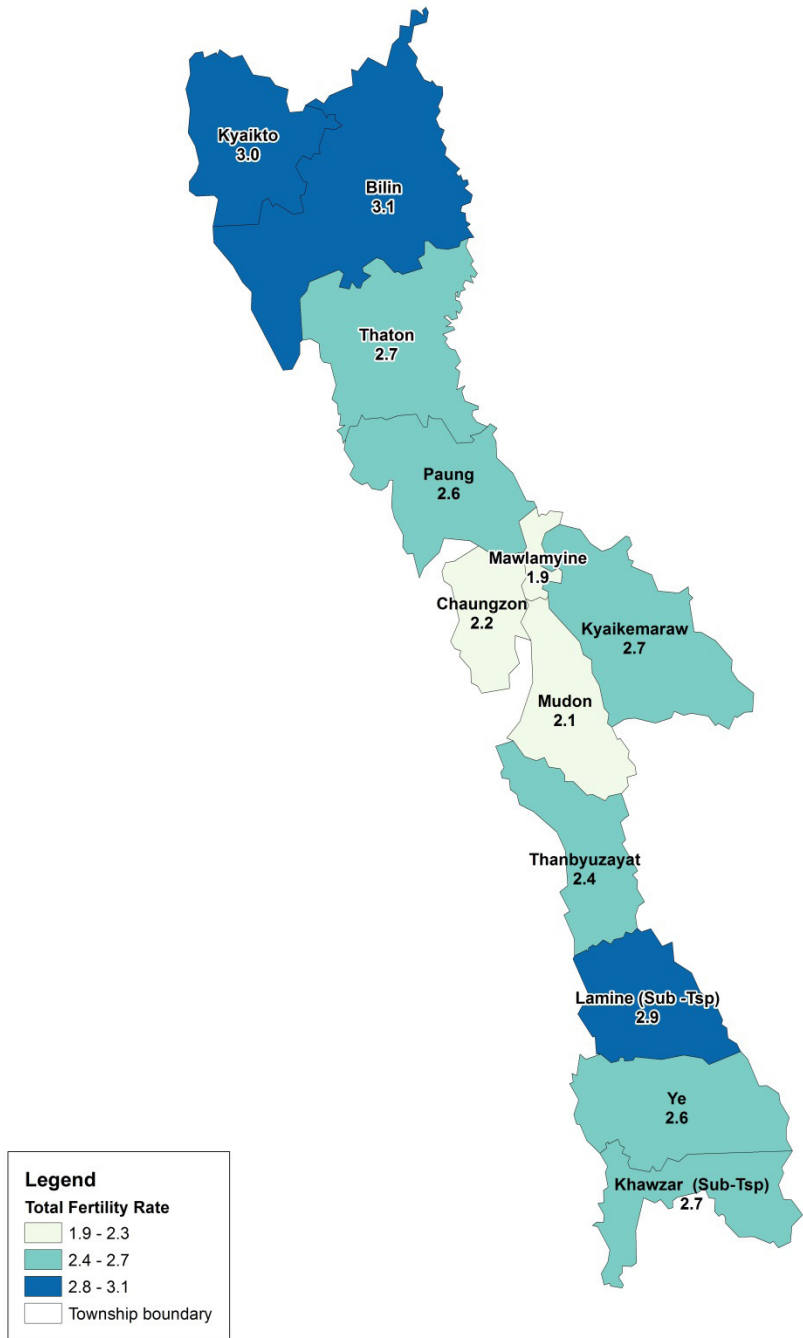 Kyaikto
3.0
Bilin
3.1
Thaton
2.7
Paung
2.6
Mawlamyine
1.9
Chaungzon
2.2
Kyaikemaraw
2.7
Mudon
2.1
Thanbyuzayat
2.4
Lamine (Sub -Tsp)
2.9
Ye
2.6
Khawzar (Sub-Tsp)
2.7
Legend
Total Fertility Rate
1.9 - 2.3
2.4 - 2.7
2.8 - 3.1
Township boundary